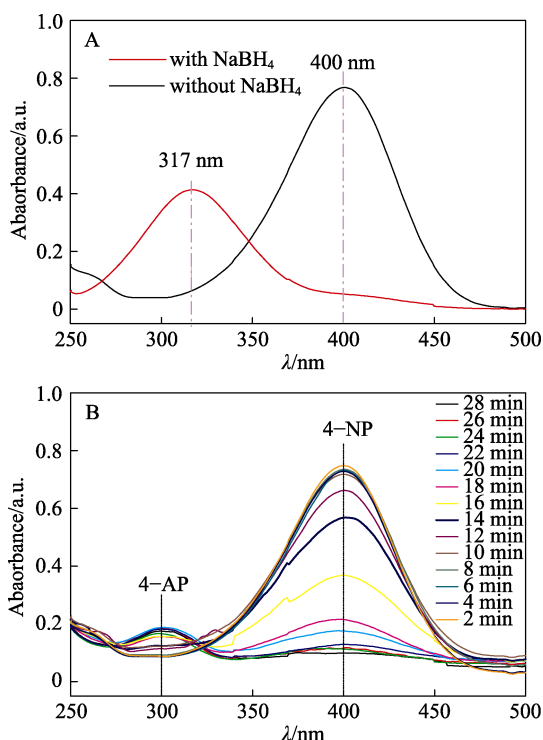 A
with NaBH4
without NaBH4
400 nm
317 nm
1.0
0.8
0.6
0.4
0.2
0
Abaorbance/a.u.
250 300 350 400 450 500
λ/nm
B
4−NP
4−AP
28 min
26 min
24 min
22 min
20 min
18 min
16 min
14 min
12 min
10 min
8 min
6 min
4 min
2 min
1.0
0.8
0.6
0.4
0.2
0
Abaorbance/a.u.
250 300 350 400 450 500
λ/nm